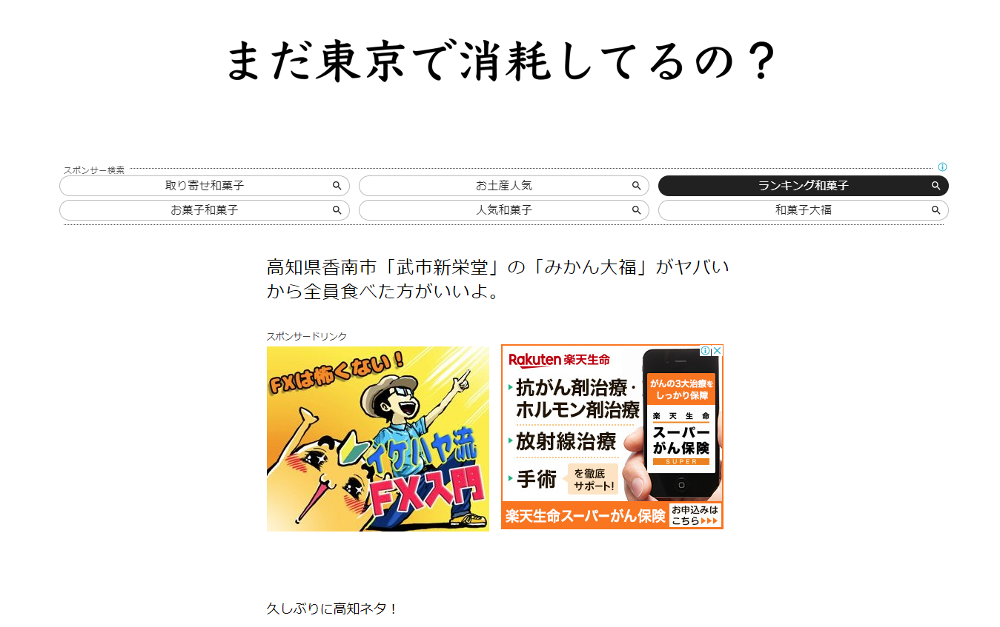 まだ東京で消耗してるの？
スポンサー検索
取り寄せ和菓子
お土産人気
ランキング和菓子
お菓子和菓子
人気和菓子
和菓子大福
高知県香南市「武市新栄堂」の「みかん大福」がヤバい
から全員食べた方がいいよ。
スポンサードリンク
FXは怖くない！
イケハヤ流
FX入門
Rakuten 楽天生命
抗がん剤治療・
ホルモン剤治療
放射線治療
手術
を徹底
サポート!
がんの3大治療を
しっかり保障
楽天生命
スーパー
がん保険
SUPER
楽天生命スーパーがん保険
お申込みは
こちら
久しぶりに高知ネタ！